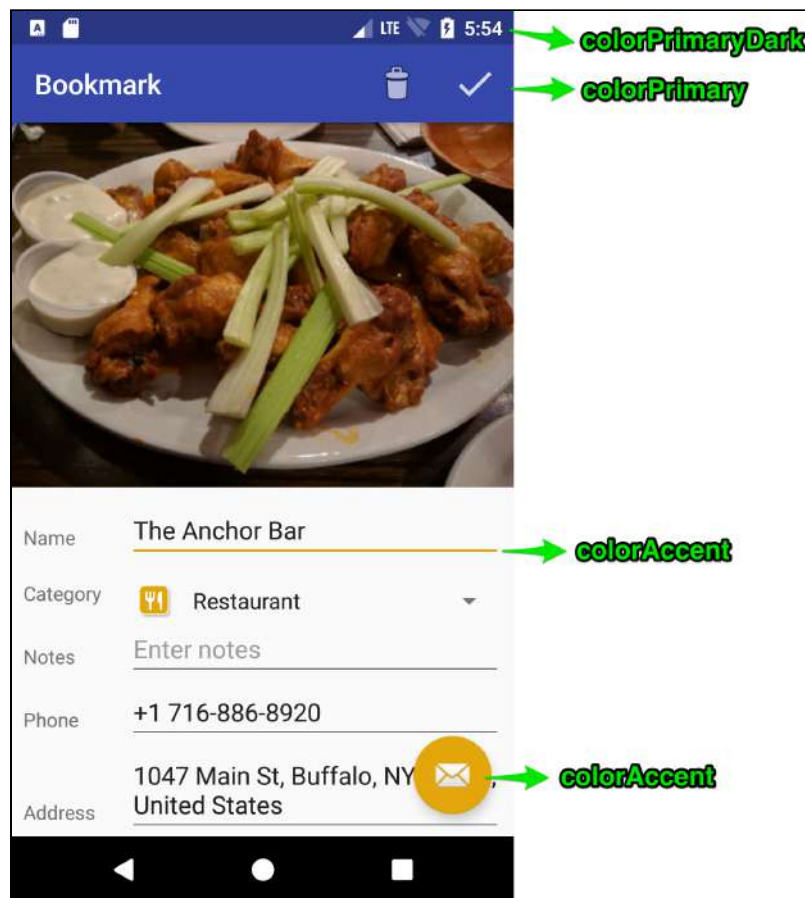 LTE 5:54
colorPrimaryDark
Bookmark
colorPrimary
Name
The Anchor Bar
colorAccent
Category
Restaurant
Notes
Enter notes
Phone
+1 716-886-8920
1047 Main St, Buffalo, NY
colorAccent
Address
United States